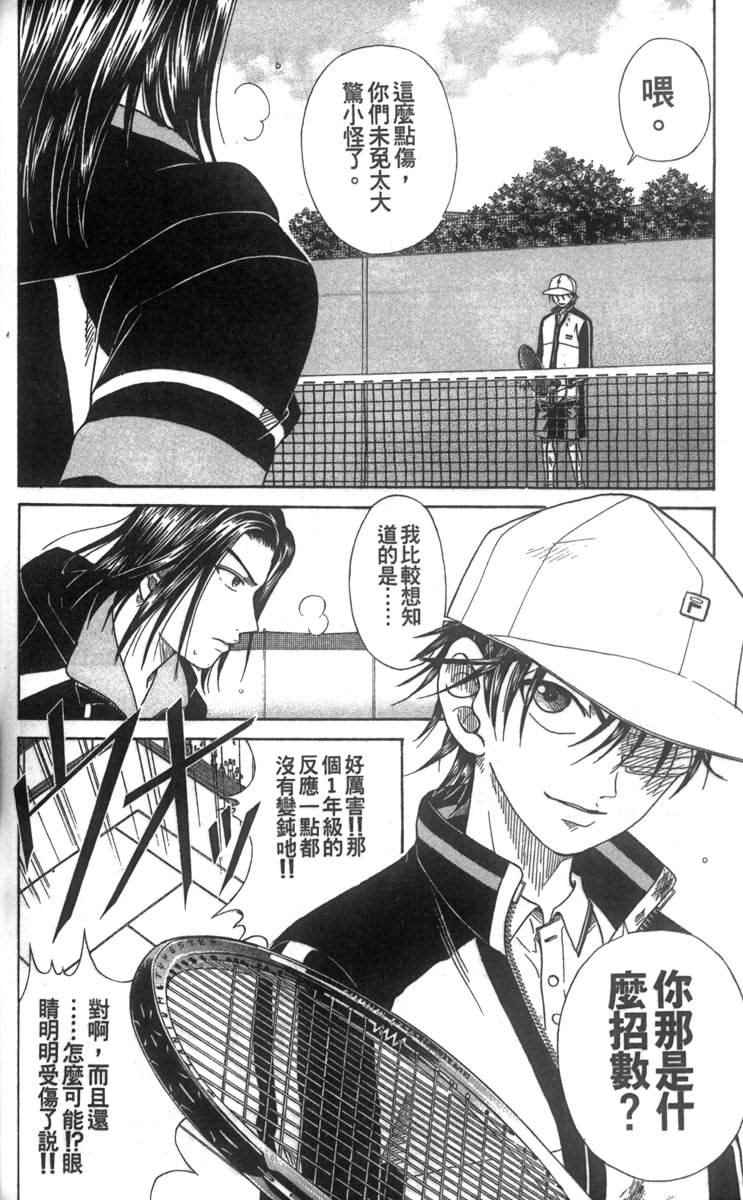 喂。
這麼點傷，
你們未免太大
驚小怪了。
我比較想知
道的是……
你那是什
麼招數？
好厲害!!那
個1年級的
反應一點都
沒有變鈍吔!!
對啊，而且還
……怎麼可能!?眼
睛明明受傷了說!!
F